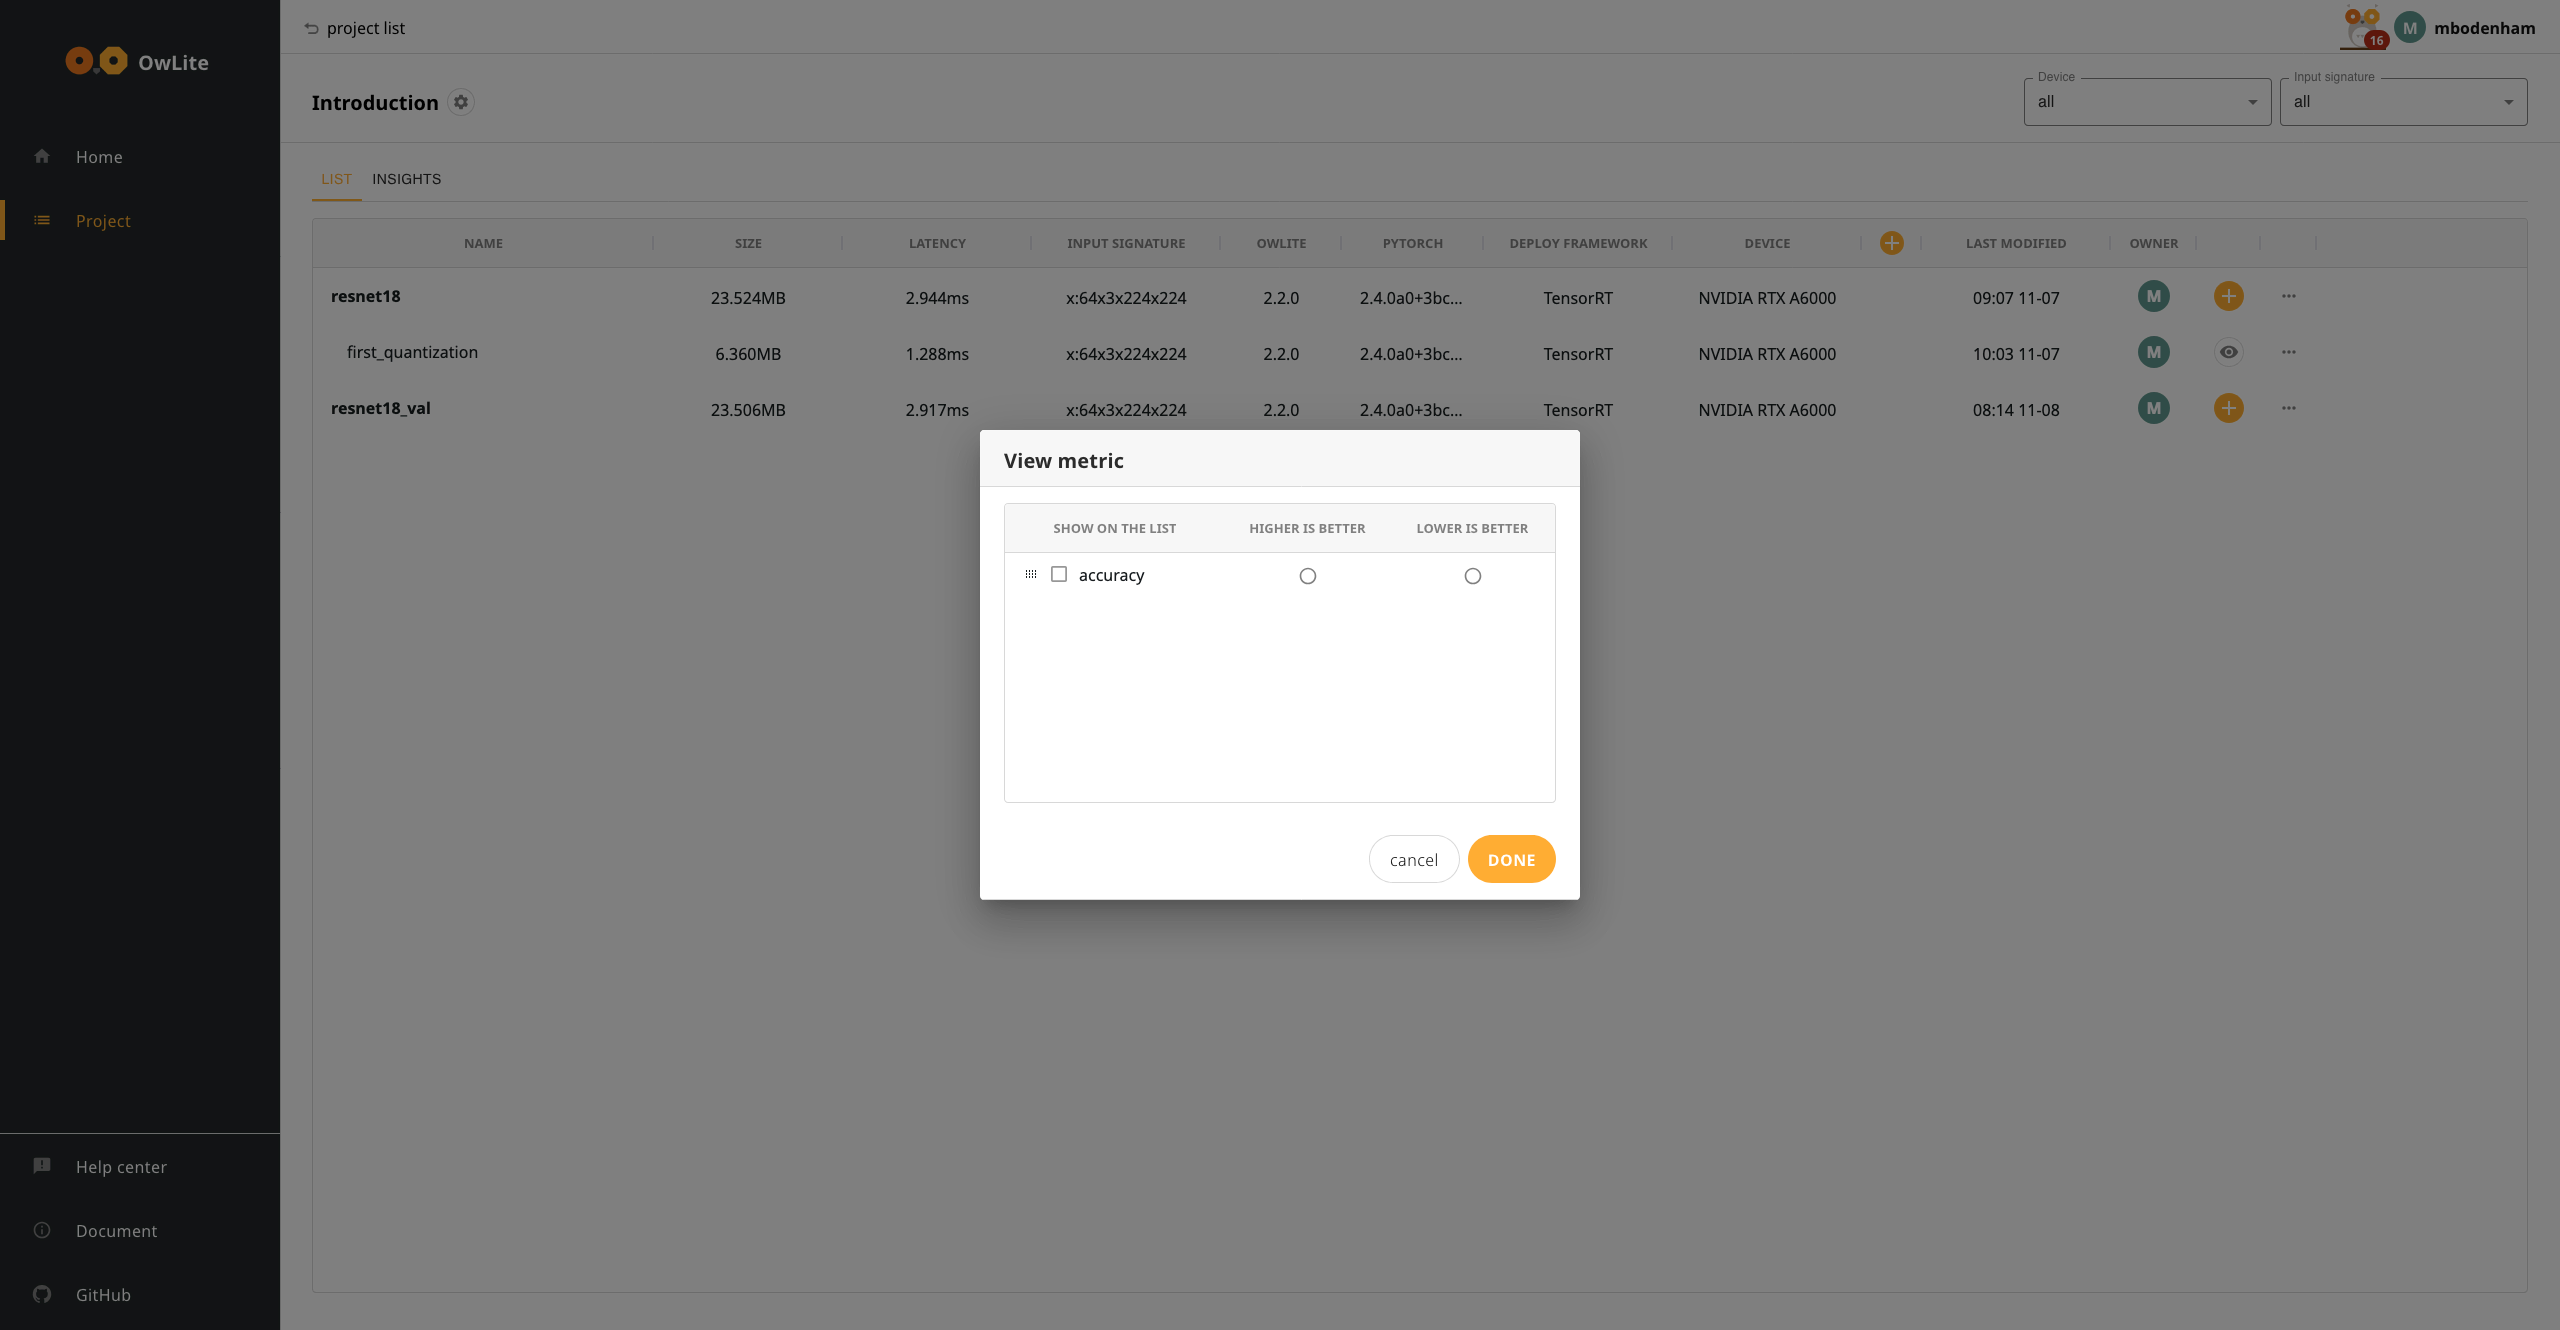 OwLite
Home
Project
Help center
Document
GitHub
project list
16
M
mbodenham
Introduction
Device
all
Input signature
all
LIST
INSIGHTS
NAME SIZE LATENCY INPUT SIGNATURE OWLITE PYTORCH DEPLOY FRAMEWORK DEVICE LAST MODIFIED OWNER
resnet18 23.524MB 2.944ms x:64x3x224x224 2.2.0 2.4.0a0+3bc... TensorRT NVIDIA RTX A6000 09:07 11-07 M
first_quantization 6.360MB 1.288ms x:64x3x224x224 2.2.0 2.4.0a0+3bc... TensorRT NVIDIA RTX A6000 10:03 11-07 M
resnet18_val 23.506MB 2.917ms x:64x3x224x224 2.2.0 2.4.0a0+3bc... TensorRT NVIDIA RTX A6000 08:14 11-08 M
View metric
SHOW ON THE LIST HIGHER IS BETTER LOWER IS BETTER
accuracy
cancel DONE